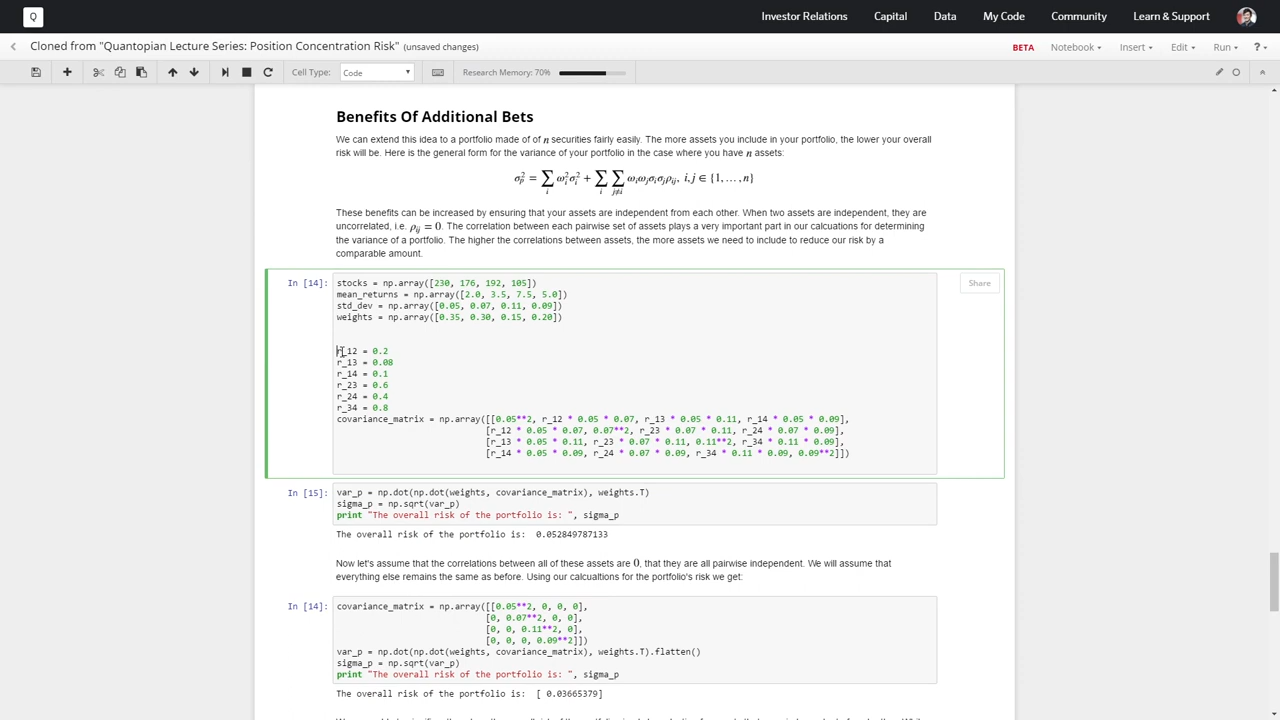 Q
Investor Relations
Capital
Data
My Code
Community
Learn & Support
Cloned from "Quantopian Lecture Series: Position Concentration Risk" (unsaved changes)
BETA
Notebook
Insert
Edit
Run
?
Cell Type:
Code
Research Memory: 70%
Benefits Of Additional Bets
We can extend this idea to a portfolio made of of n securities fairly easily. The more assets you include in your portfolio, the lower your overall
risk will be. Here is the general form for the variance of your portfolio in the case where you have n assets:
σ_p^2 = ∑_i ω_i^2σ_i^2 + ∑_i ∑_{j≠i} ω_iω_jσ_iσ_jρ_{ij}, i, j ∈ {1, … , n}
These benefits can be increased by ensuring that your assets are independent from each other. When two assets are independent, they are
uncorrelated, i.e. ρ_{ij} = 0. The correlation between each pairwise set of assets plays a very important part in our calcuations for determining
the variance of a portfolio. The higher the correlations between assets, the more assets we need to include to reduce our risk by a
comparable amount.
In [14]:
Share
stocks = np.array([230, 176, 192, 105])
mean_returns = np.array([2.0, 3.5, 7.5, 5.0])
std_dev = np.array([0.05, 0.07, 0.11, 0.09])
weights = np.array([0.35, 0.30, 0.15, 0.20])
r_12 = 0.2
r_13 = 0.08
r_14 = 0.1
r_23 = 0.6
r_24 = 0.4
r_34 = 0.8
covariance_matrix = np.array([[0.05**2, r_12 * 0.05 * 0.07, r_13 * 0.05 * 0.11, r_14 * 0.05 * 0.09],
[r_12 * 0.05 * 0.07, 0.07**2, r_23 * 0.07 * 0.11, r_24 * 0.07 * 0.09],
[r_13 * 0.05 * 0.11, r_23 * 0.07 * 0.11, 0.11**2, r_34 * 0.11 * 0.09],
[r_14 * 0.05 * 0.09, r_24 * 0.07 * 0.09, r_34 * 0.11 * 0.09, 0.09**2]])
In [15]:
var_p = np.dot(np.dot(weights, covariance_matrix), weights.T)
sigma_p = np.sqrt(var_p)
print "The overall risk of the portfolio is: ", sigma_p
The overall risk of the portfolio is:  0.052849787133
Now let's assume that the correlations between all of these assets are 0, that they are all pairwise independent. We will assume that
everything else remains the same as before. Using our calcualtions for the portfolio's risk we get:
In [14]:
covariance_matrix = np.array([[0.05**2, 0, 0, 0],
[0, 0.07**2, 0, 0],
[0, 0, 0.11**2, 0],
[0, 0, 0, 0.09**2]])
var_p = np.dot(np.dot(weights, covariance_matrix), weights.T).flatten()
sigma_p = np.sqrt(var_p)
print "The overall risk of the portfolio is: ", sigma_p
The overall risk of the portfolio is:  [ 0.03665379]